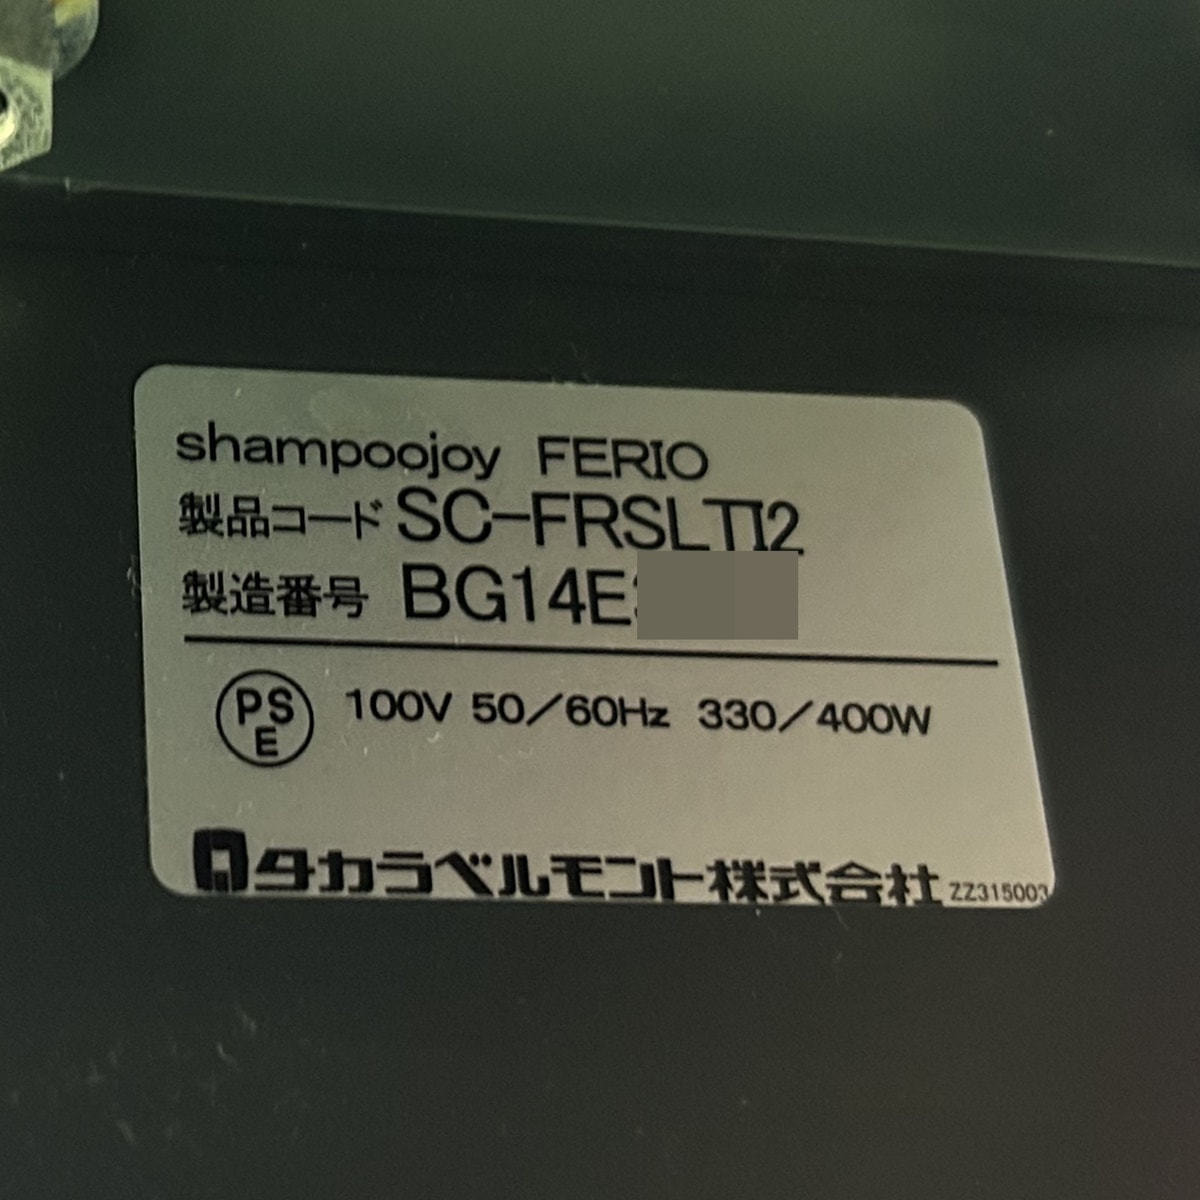 shampoojoy FERIO
製品コード SC-FRSLTI2
製造番号 BG14E
PS
E
100V 50/60Hz 330/400W
タカラベルモント株式会社 ZZ315003